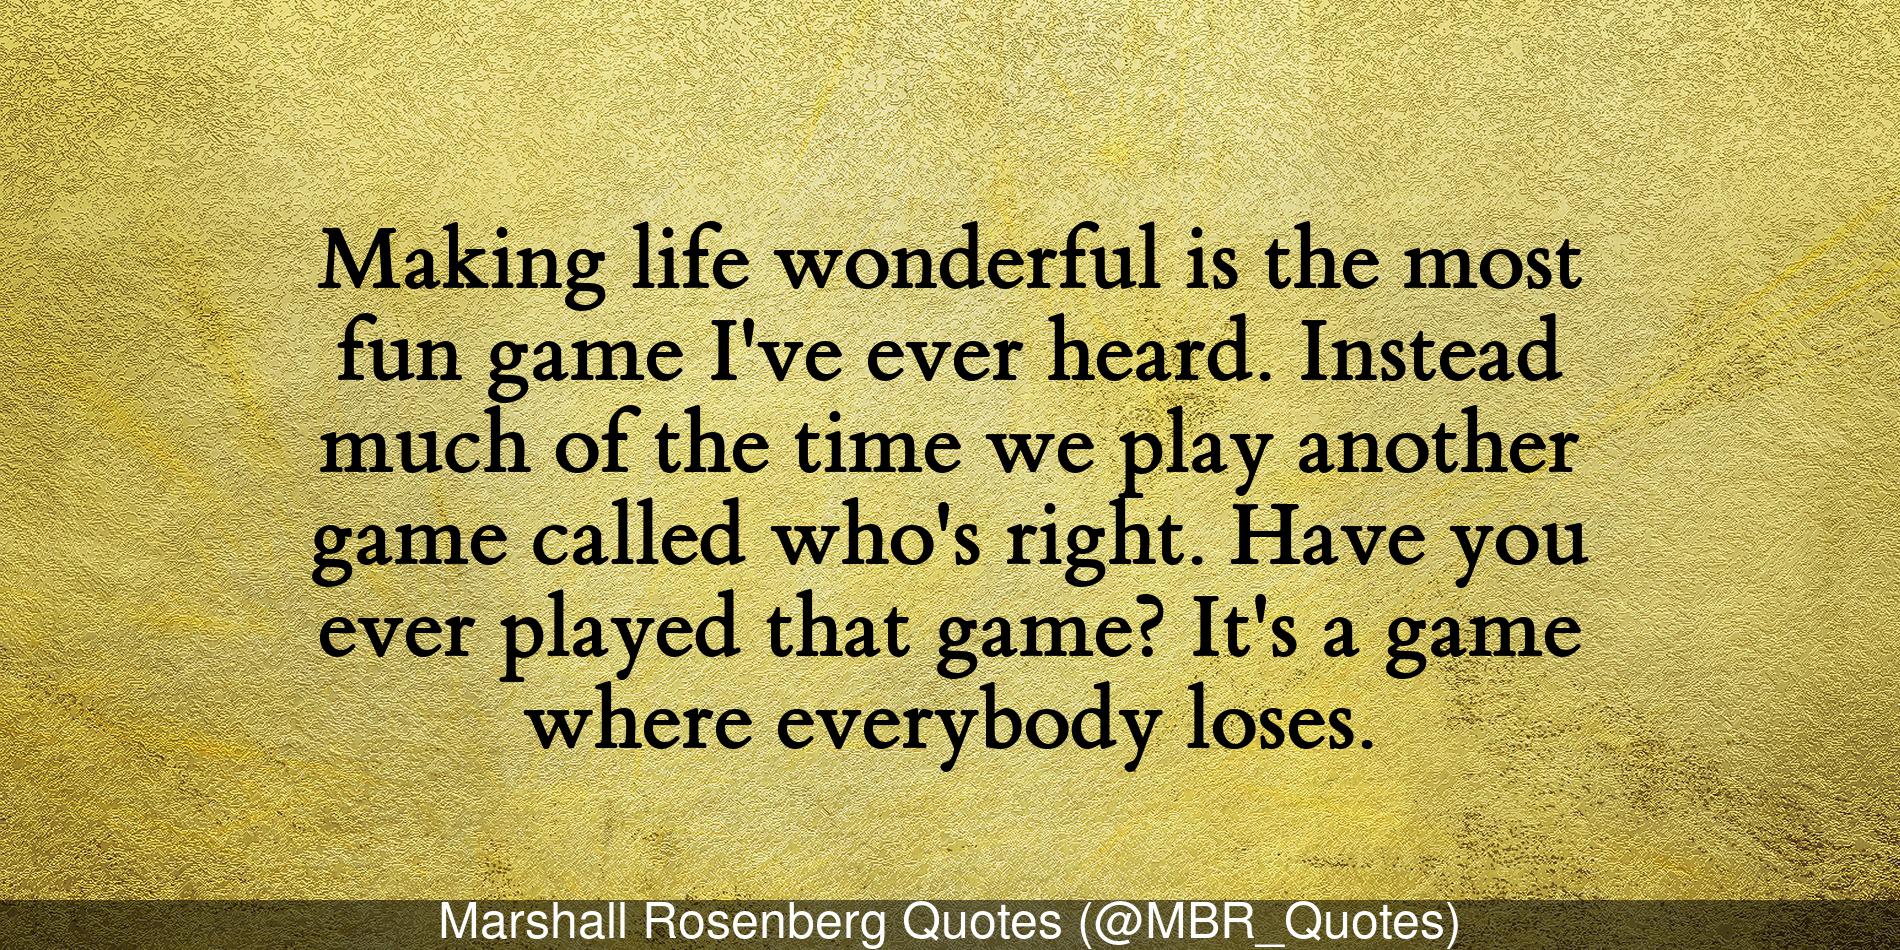 Making life wonderful is the most
fun game I've ever heard. Instead
much of the time we play another
game called who's right. Have you
ever played that game? It's a game
where everybody loses.
Marshall Rosenberg Quotes (@MBR_Quotes)